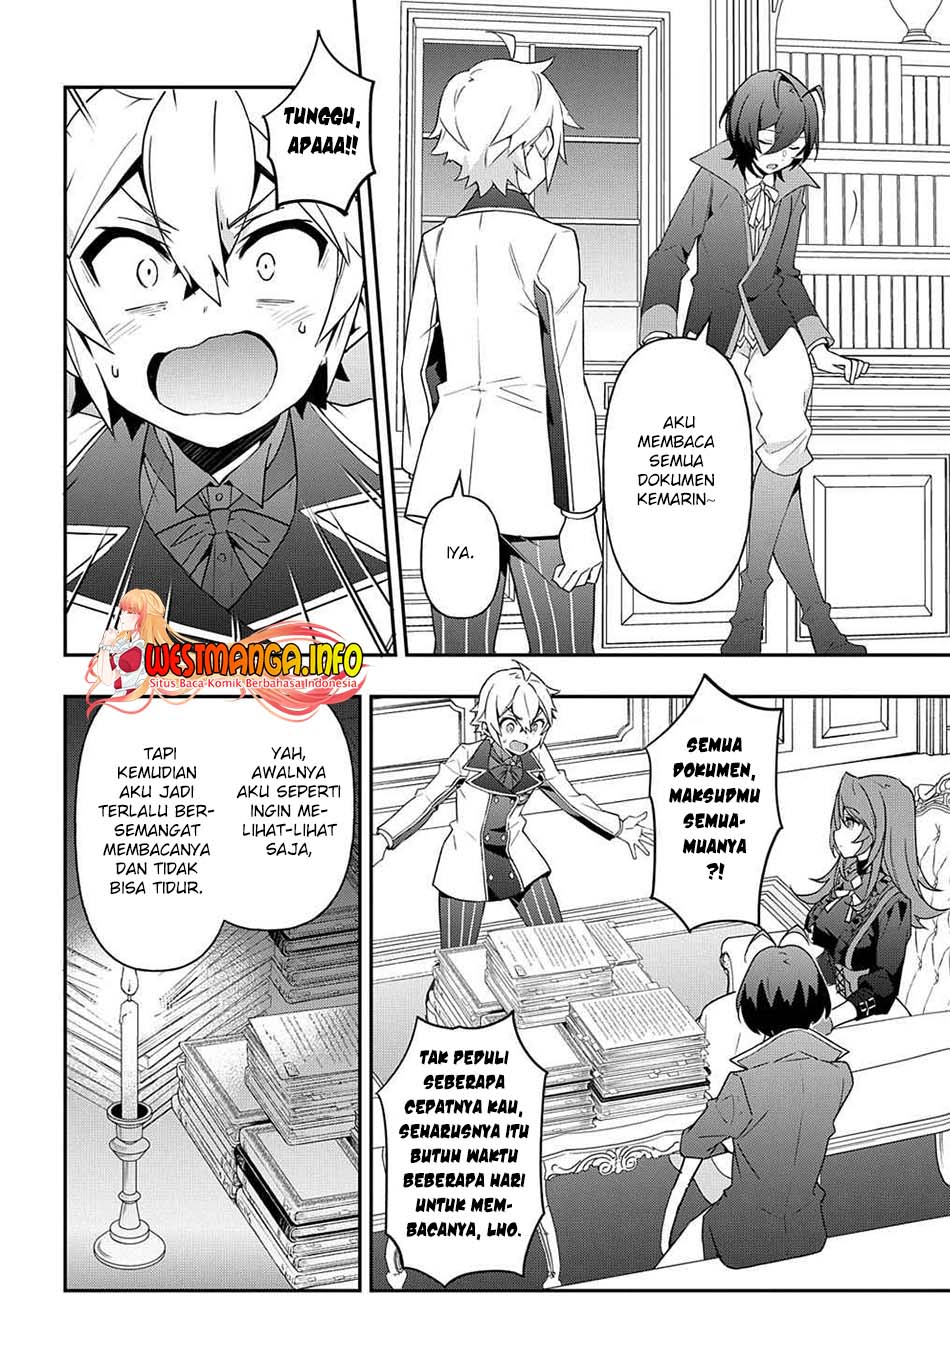 AKU
MEMBACA
SEMUA
DOKUMEN
KEMARIN~
IYA.
TUNGGU,
APAAA!!
WESTMANGA.INFO
Situs Baca Komik Berbahasa Indonesia
SEMUA
DOKUMEN,
MAKSUDMU
SEMUA-
MUANYA
?!
TAK PEDULI
SEBERAPA
CEPATNYA KAU,
SEHARUSNYA ITU
BUTUH WAKTU
BEBERAPA HARI
UNTUK MEM-
BACANYA, LHO.
YAH,
AWALNYA
AKU SEPERTI
INGIN ME-
LIHAT-LIHAT
SAJA,
TAPI
KEMUDIAN
AKU JADI
TERLALU BER-
SEMANGAT
MEMBACANYA
DAN TIDAK
BISA TIDUR.